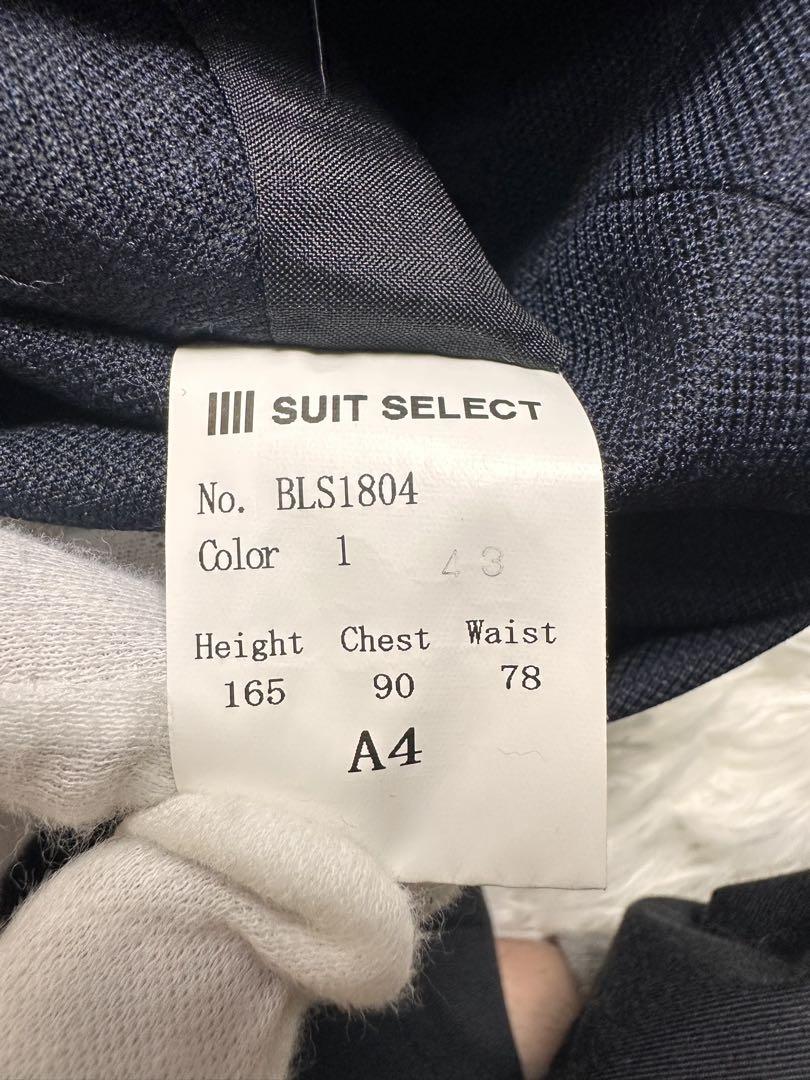 SUIT SELECT
No. BLS1804
Color 1 43
Height Chest Waist
165 90 78
A4